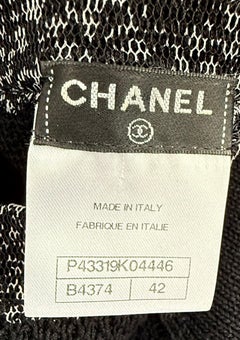 CHANEL
MADE IN ITALY
FABRIQUE EN ITALIE
P43319K04446
B4374 42